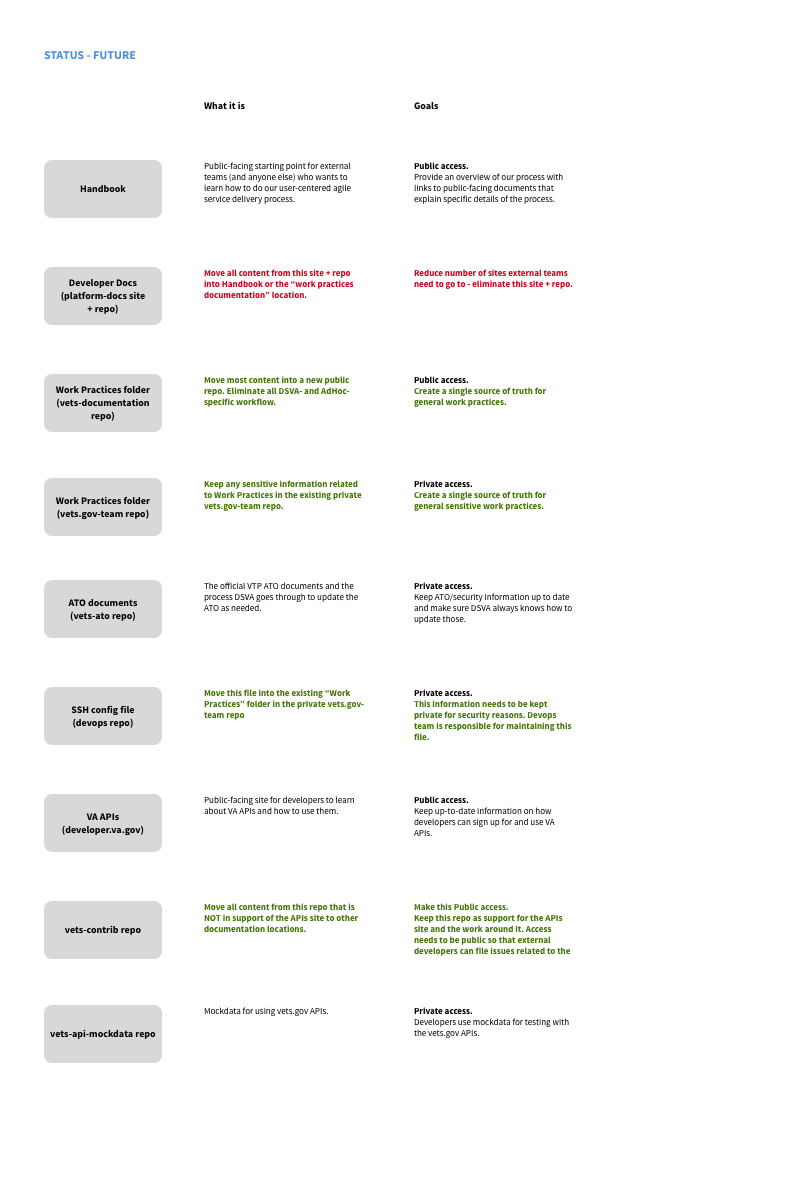 STATUS - FUTURE
What it is
Goals
Handbook
Public-facing starting point for external
teams (and anyone else) who wants to
learn how to do our user-centered agile
service delivery process.
Public access.
Provide an overview of our process with
links to public-facing documents that
explain specific details of the process.
Developer Docs
(platform-docs site
+ repo)
Move all content from this site + repo
into Handbook or the “work practices
documentation” location.
Reduce number of sites external teams
need to go to - eliminate this site + repo.
Work Practices folder
(vets-documentation
repo)
Move most content into a new public
repo. Eliminate all DSVA- and AdHoc-
specific workflow.
Public access.
Create a single source of truth for
general work practices.
Work Practices folder
(vets.gov-team repo)
Keep any sensitive information related
to Work Practices in the existing private
vets.gov-team repo.
Private access.
Create a single source of truth for
general sensitive work practices.
ATO documents
(vets-ato repo)
The official VTP ATO documents and the
process DSVA goes through to update the
ATO as needed.
Private access.
Keep ATO/security information up to date
and make sure DSVA always knows how to
update those.
SSH config file
(devops repo)
Move this file into the existing “Work
Practices” folder in the private vets.gov-
team repo
Private access.
This information needs to be kept
private for security reasons. Devops
team is responsible for maintaining this
file.
VA APIs
(developer.va.gov)
Public-facing site for developers to learn
about VA APIs and how to use them.
Public access.
Keep up-to-date information on how
developers can sign up for and use VA
APIs.
vets-contrib repo
Move all content from this repo that is
NOT in support of the APIs site to other
documentation locations.
Make this Public access.
Keep this repo as support for the APIs
site and the work around it. Access
needs to be public so that external
developers can file issues related to the
vets-api-mockdata repo
Mockdata for using vets.gov APIs.
Private access.
Developers use mockdata for testing with
the vets.gov APIs.